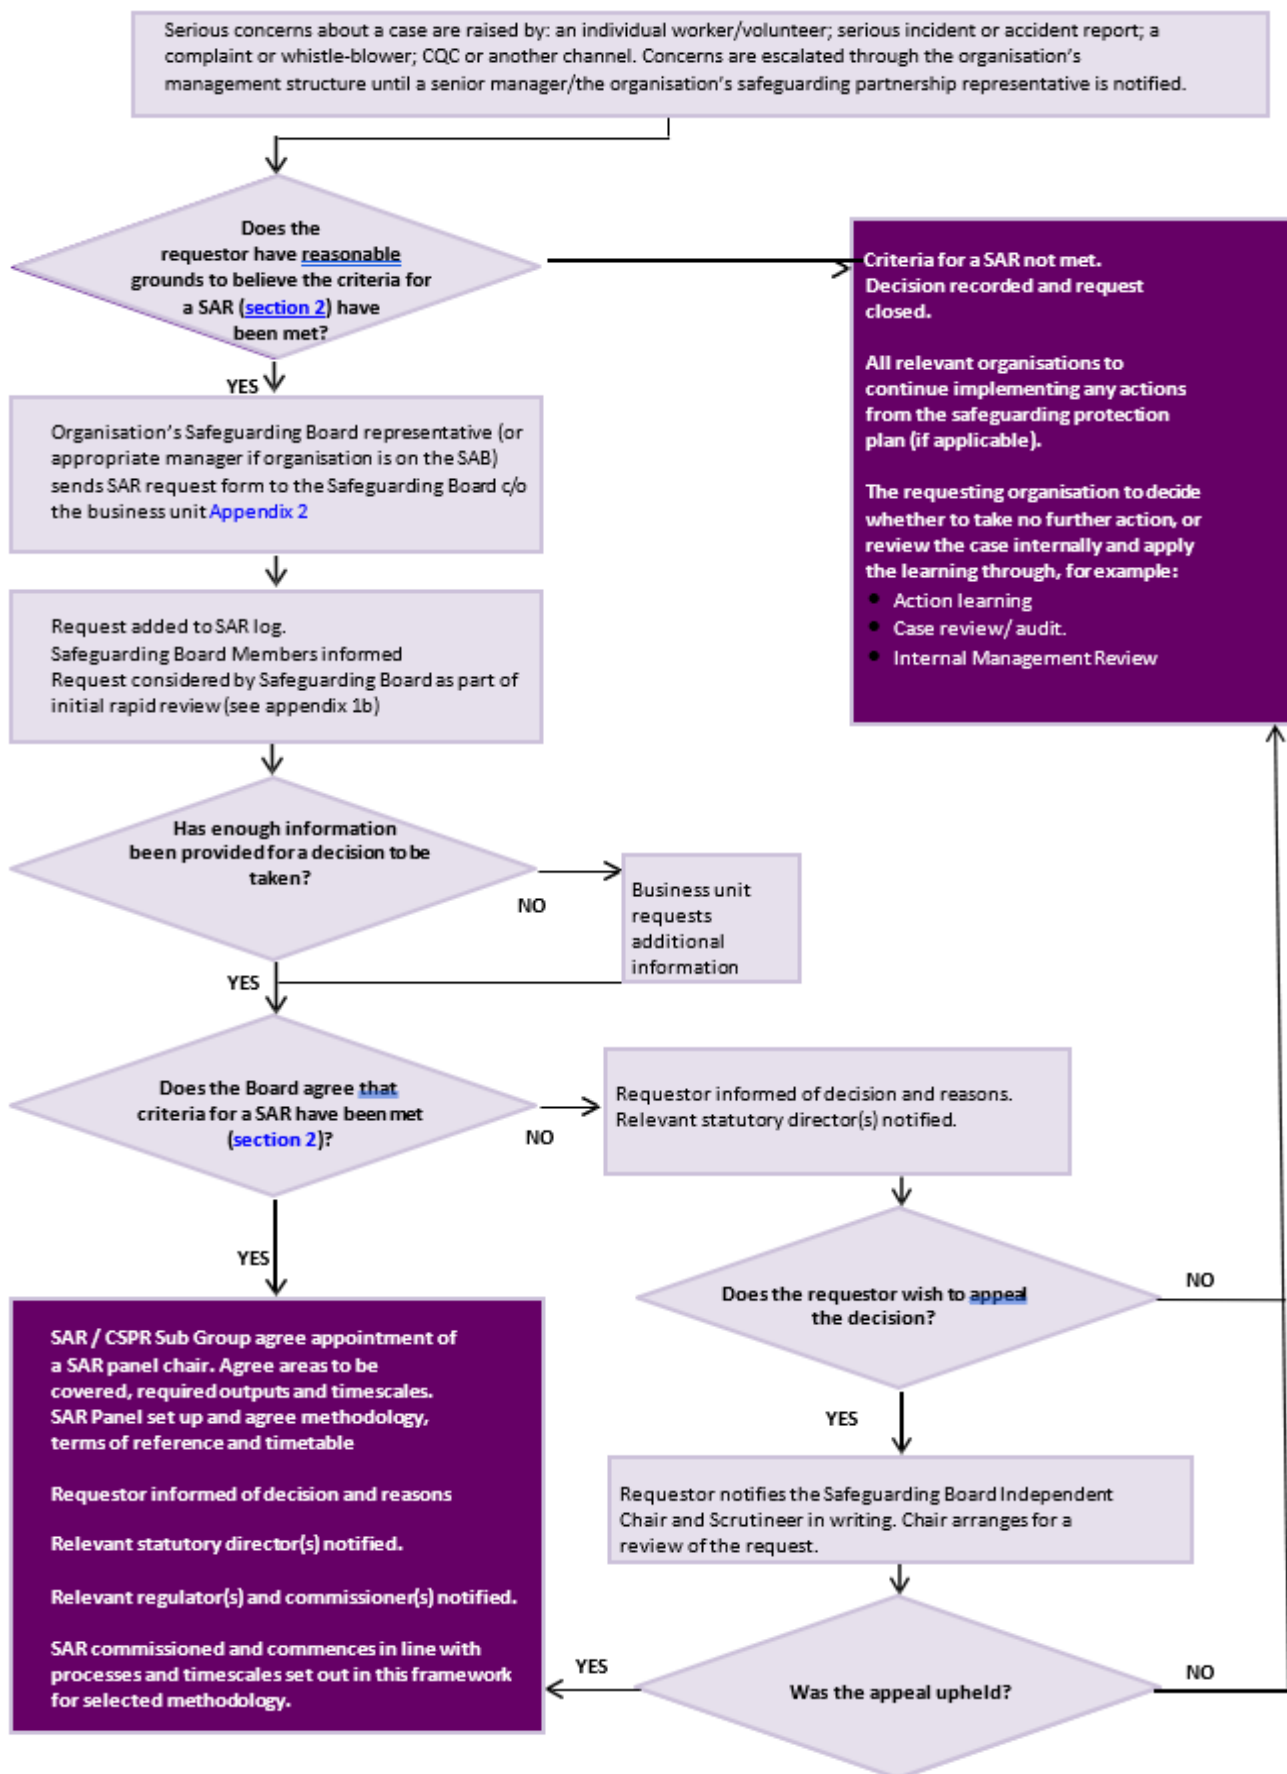 Serious concerns about a case are raised by: an individual worker/volunteer; serious incident or accident report; a
complaint or whistle-blower; CQC or another channel. Concerns are escalated through the organisation's
management structure until a senior manager/the organisation's safeguarding partnership representative is notified.
Does the
requestor have reasonable
grounds to believe the criteria for
a SAR (section 2) have
been met?
Criteria for a SAR not met.
Decision recorded and request
closed.
All relevant organisations to
continue implementing any actions
from the safeguarding protection
plan (if applicable).
The requesting organisation to decide
whether to take no further action, or
review the case internally and apply
the learning through, for example:
• Action learning
• Case review/ audit.
• Internal Management Review
YES
Organisation's Safeguarding Board representative (or
appropriate manager if organisation is on the SAB)
sends SAR request form to the Safeguarding Board c/o
the business unit Appendix 2
Request added to SAR log.
Safeguarding Board Members informed
Request considered by Safeguarding Board as part of
initial rapid review (see appendix 1b)
Has enough information
been provided for a decision to be
taken?
NO
Business unit
requests
additional
information
YES
Does the Board agree that
criteria for a SAR have been met
(section 2)?
NO
Requestor informed of decision and reasons.
Relevant statutory director(s) notified.
YES
Does the requestor wish to appeal
the decision?
NO
YES
Requestor notifies the Safeguarding Board Independent
Chair and Scrutineer in writing. Chair arranges for a
review of the request.
Was the appeal upheld?
YES
NO
SAR / CSPR Sub Group agree appointment of
a SAR panel chair. Agree areas to be
covered, required outputs and timescales.
SAR Panel set up and agree methodology,
terms of reference and timetable
Requestor informed of decision and reasons
Relevant statutory director(s) notified.
Relevant regulator(s) and commissioner(s) notified.
SAR commissioned and commences in line with
processes and timescales set out in this framework
for selected methodology.